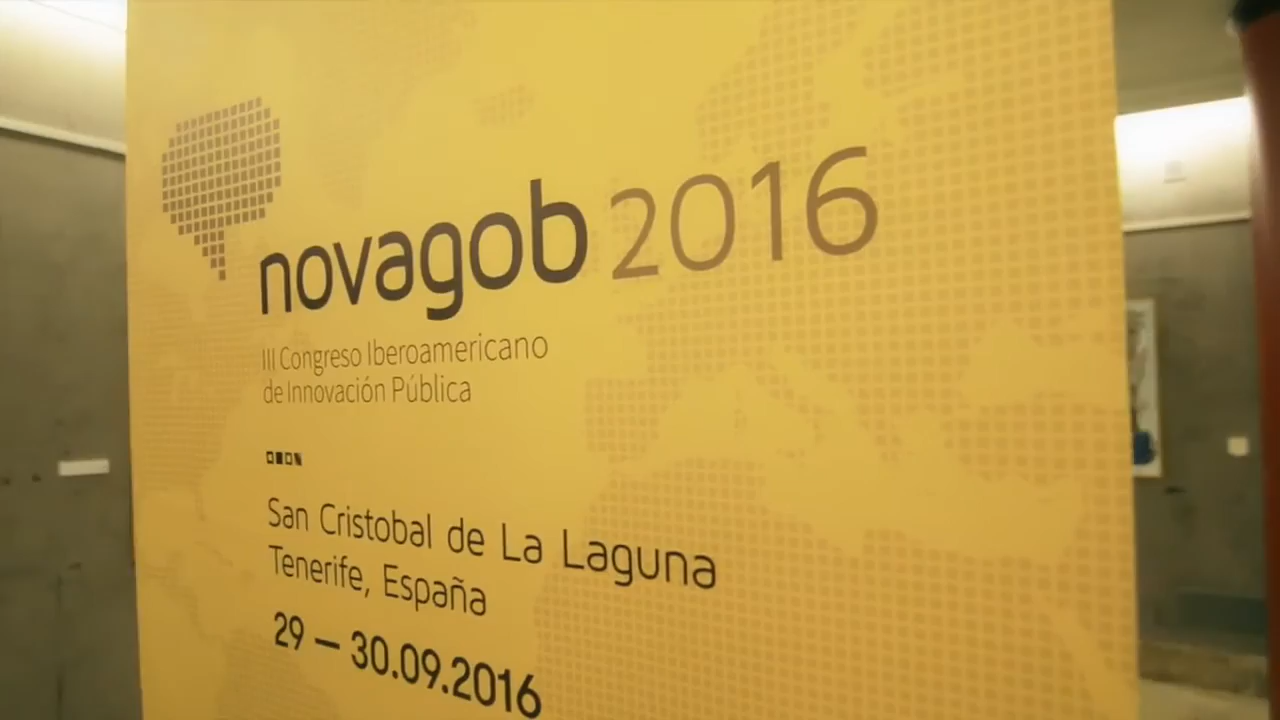 novagob 2016
III Congreso Iberoamericano
de Innovación Pública
San Cristobal de La Laguna
Tenerife, España
29 — 30.09.2016